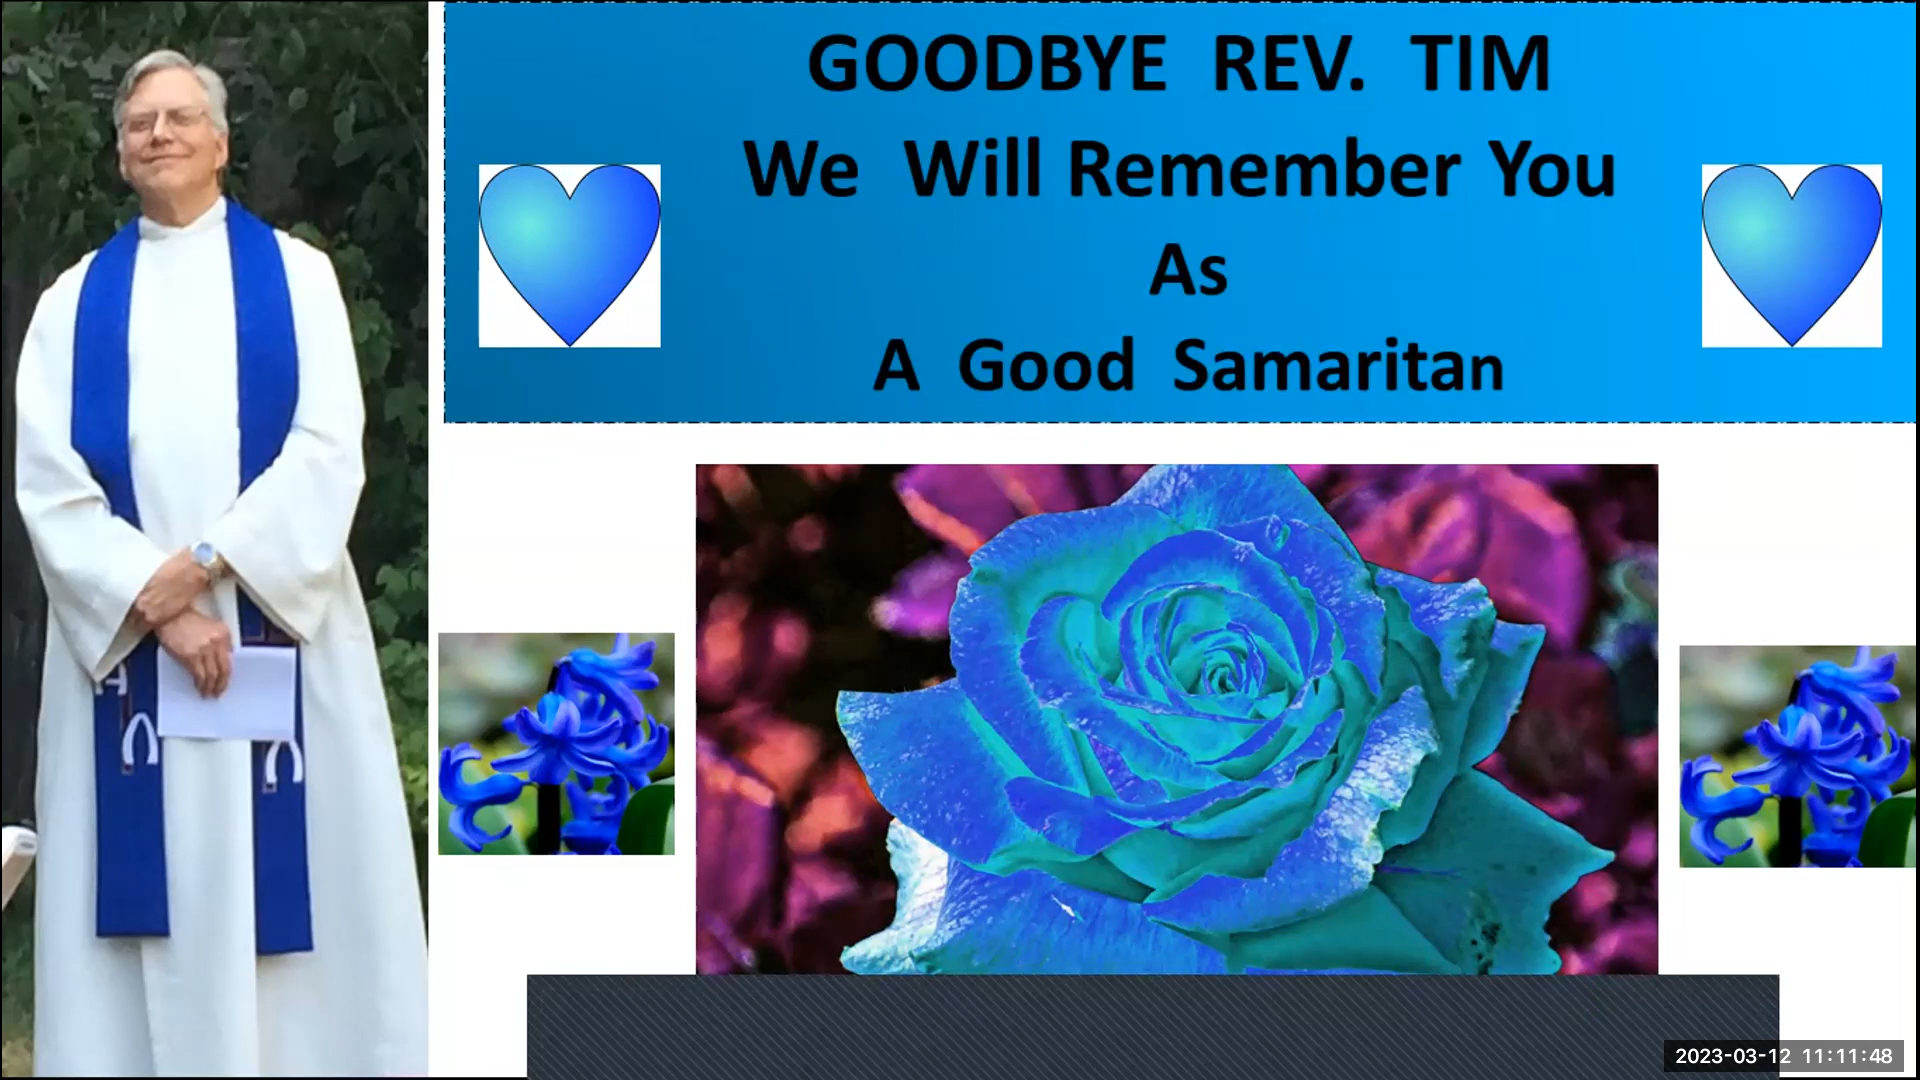 GOODBYE REV. TIM
We Will Remember You
As
A Good Samaritan
2023-03-12 11:11:48